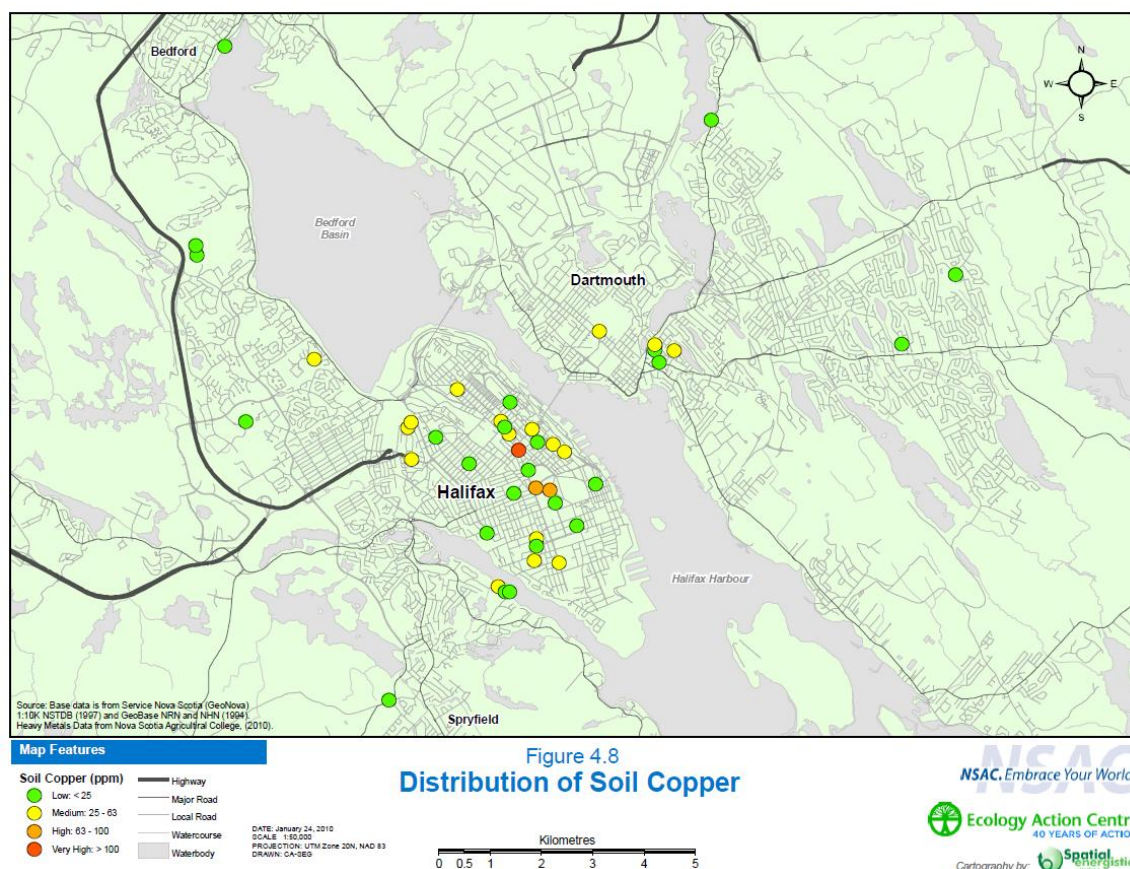 Bedford
N
W E
S
Bedford
Basin
Dartmouth
Halifax
Halifax Harbour
Spryfield
Source: Base data is from Service Nova Scotia (GeoNova)
1:10K NSTDB (1997) and GeoBase NRN and NHN (1994).
Heavy Metals Data from Nova Scotia Agricultiral College, (2010).
Map Features
Soil Copper (ppm)
Low: < 25
Medium: 25 - 63
High: 63 - 100
Very High: > 100
Highway
Major Road
Local Road
Watercourse
Waterbody
DATE: January 24, 2010
SCALE 1:50,000
PROJECTION: UTM Zone 20N, NAD 83
DRAWN: CA-SEG
Figure 4.8
Distribution of Soil Copper
Kilometres
0 0.5 1 2 3 4 5
NSAC
NSAC. Embrace Your World
Ecology Action Centr
40 YEARS OF ACTIO
Cartography by:
Spatial
energistic